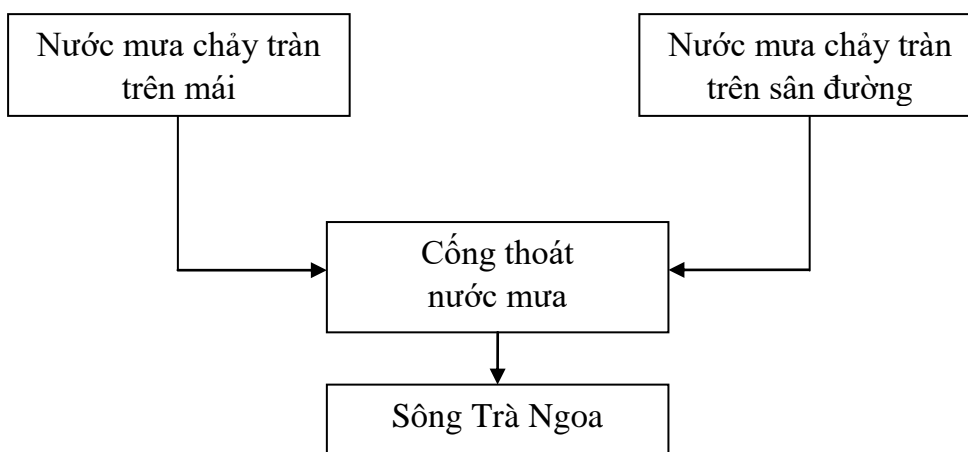 Nước mưa chảy tràn
trên mái
Nước mưa chảy tràn
trên sân đường
Cống thoát
nước mưa
Sông Trà Ngoa